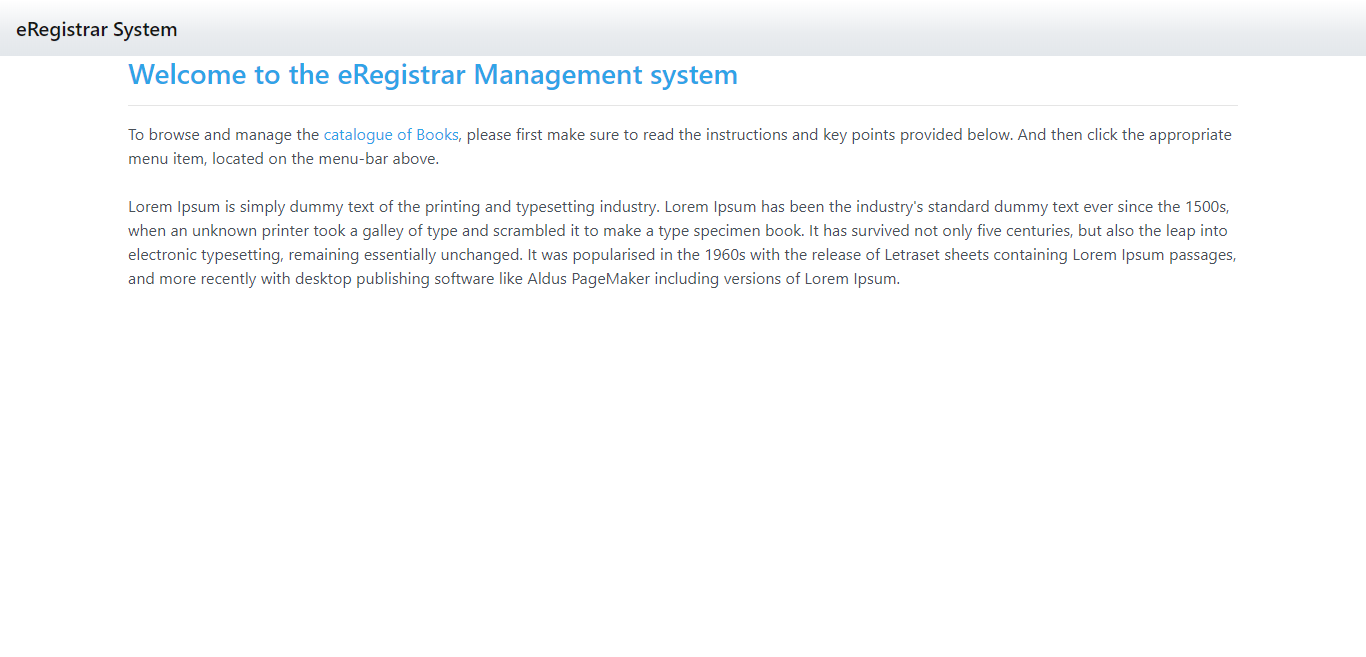 eRegistrar System
Welcome to the eRegistrar Management system
To browse and manage the catalogue of Books, please first make sure to read the instructions and key points provided below. And then click the appropriate
menu item, located on the menu-bar above.
Lorem Ipsum is simply dummy text of the printing and typesetting industry. Lorem Ipsum has been the industry's standard dummy text ever since the 1500s,
when an unknown printer took a galley of type and scrambled it to make a type specimen book. It has survived not only five centuries, but also the leap into
electronic typesetting, remaining essentially unchanged. It was popularised in the 1960s with the release of Letraset sheets containing Lorem Ipsum passages,
and more recently with desktop publishing software like Aldus PageMaker including versions of Lorem Ipsum.